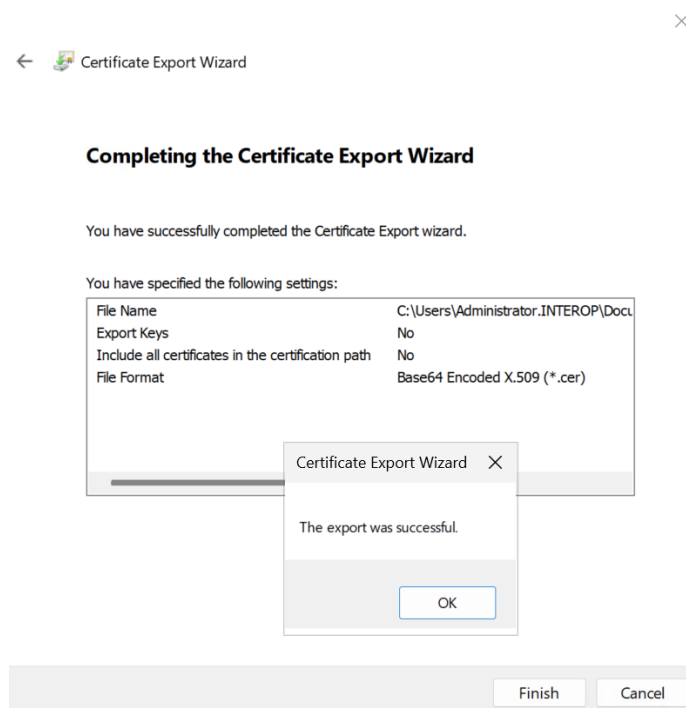 Certificate Export Wizard
Completing the Certificate Export Wizard
You have successfully completed the Certificate Export wizard.
You have specified the following settings:
File Name C:\Users\Administrator.INTEROP\Docu
Export Keys No
Include all certificates in the certification path No
File Format Base64 Encoded X.509 (*.cer)
Certificate Export Wizard
The export was successful.
OK
Finish Cancel